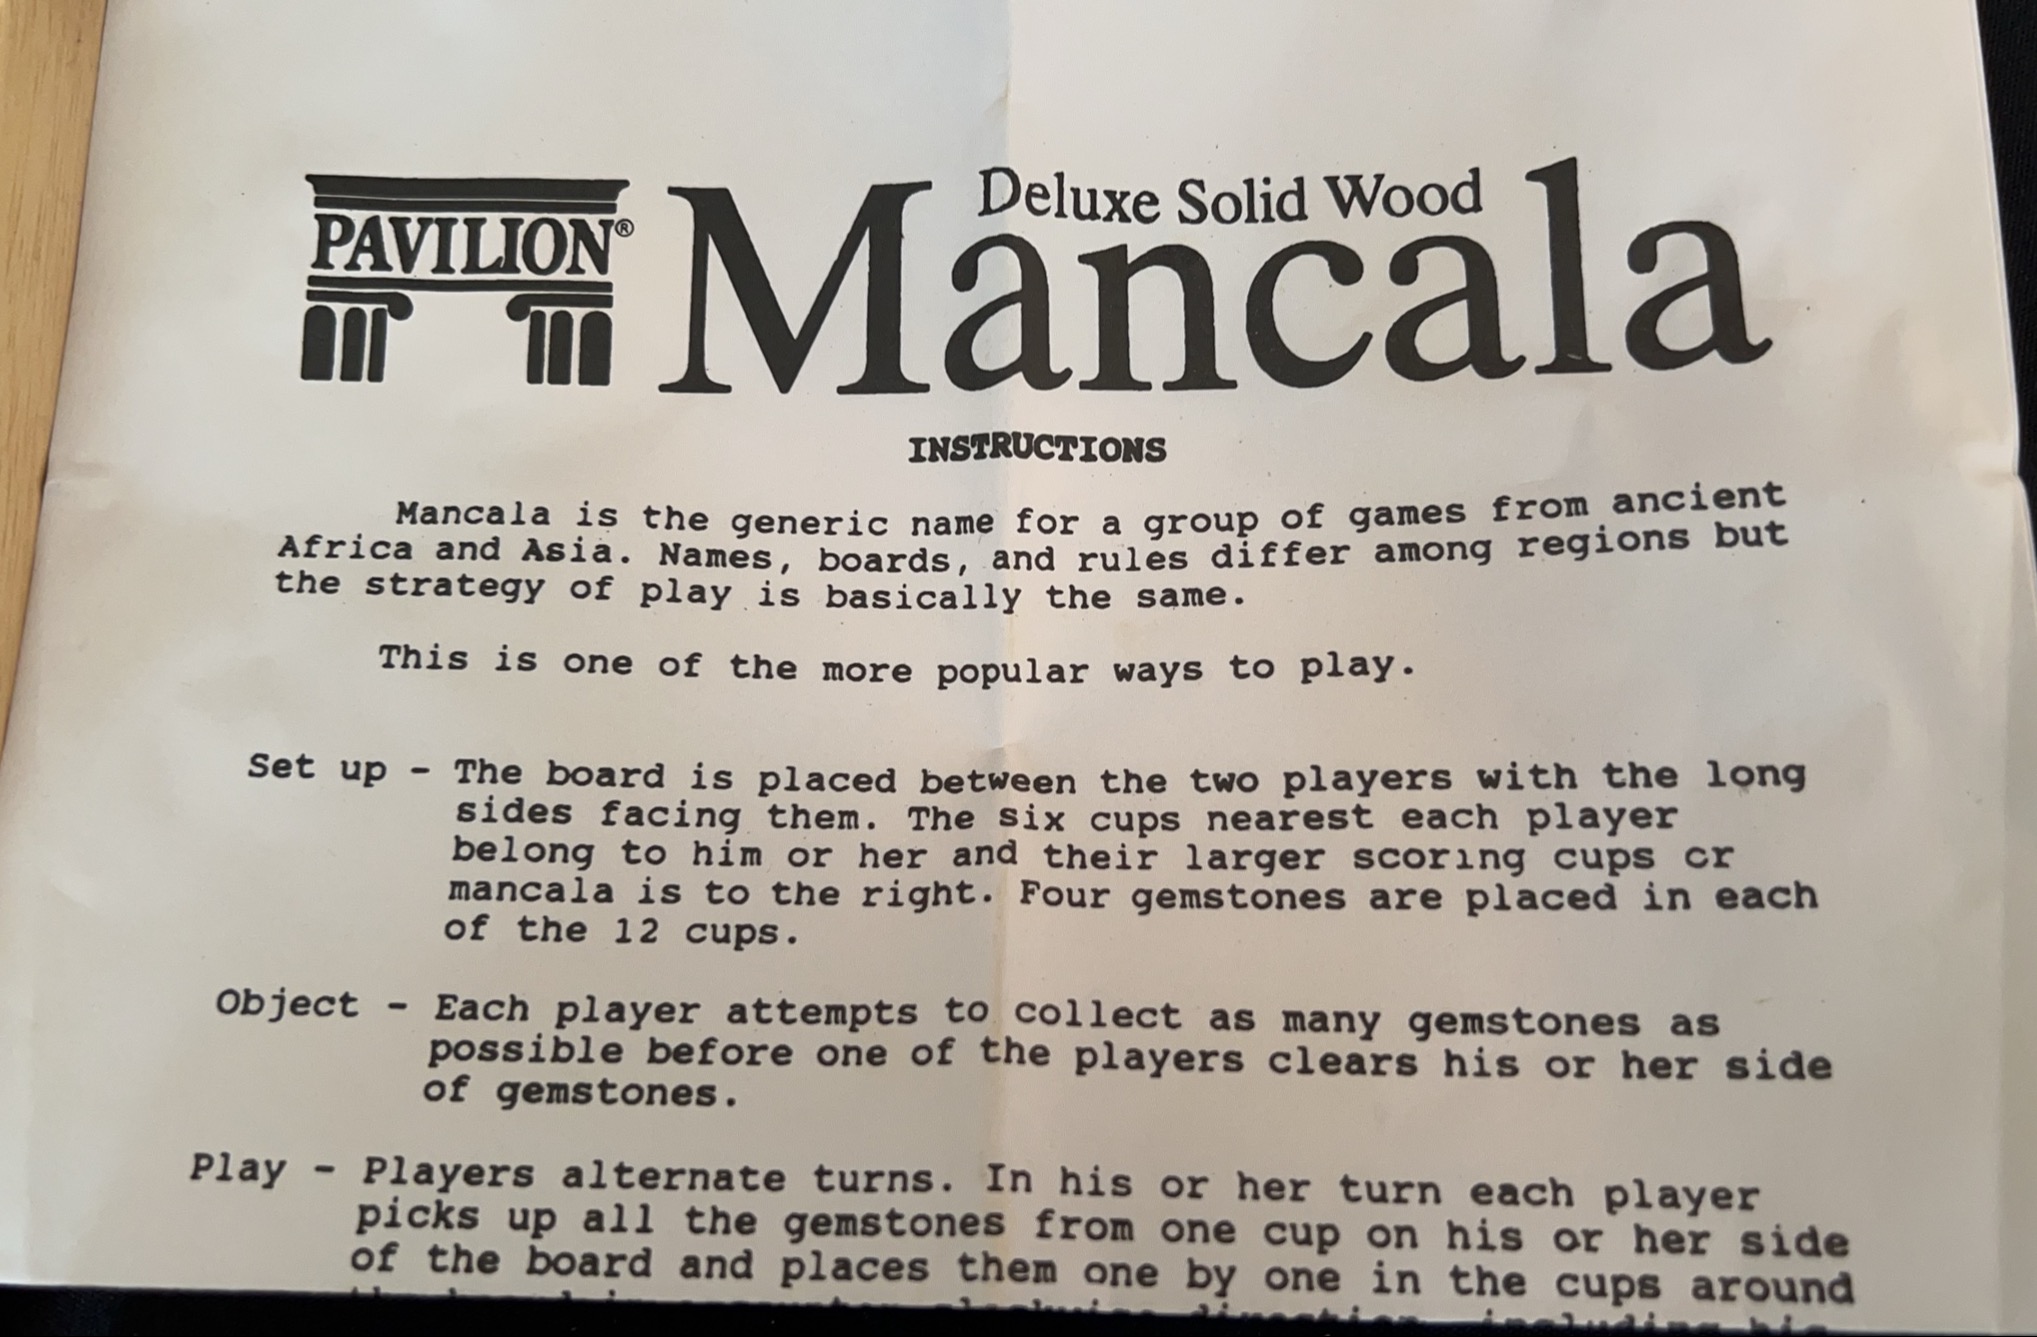 PAVILION®
Deluxe Solid Wood
Mancala
INSTRUCTIONS
Mancala is the generic name for a group of games from ancient
Africa and Asia. Names, boards, and rules differ among regions but
the strategy of play is basically the same.
This is one of the more popular ways to play.
Set up - The board is placed between the two players with the long
sides facing them. The six cups nearest each player
belong to him or her and their larger scoring cups or
mancala is to the right. Four gemstones are placed in each
of the 12 cups.
Object - Each player attempts to collect as many gemstones as
possible before one of the players clears his or her side
of gemstones.
Play - Players alternate turns. In his or her turn each player
picks up all the gemstones from one cup on his or her side
of the board and places them one by one in the cups around